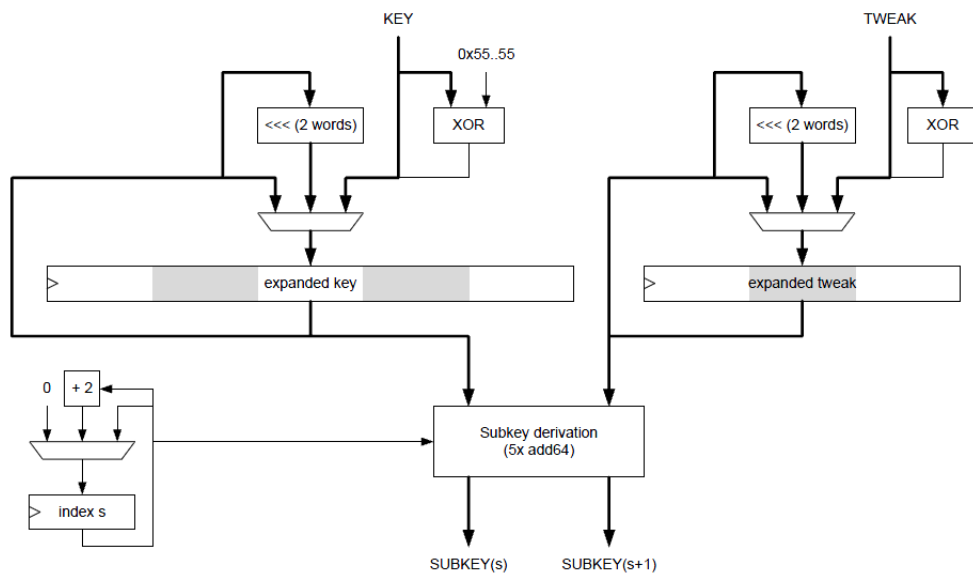 KEY
TWEAK
0x55..55
<<< (2 words)
XOR
<<< (2 words)
XOR
expanded key
expanded tweak
0
+ 2
Subkey derivation
(5x add64)
index s
SUBKEY(s)
SUBKEY(s+1)